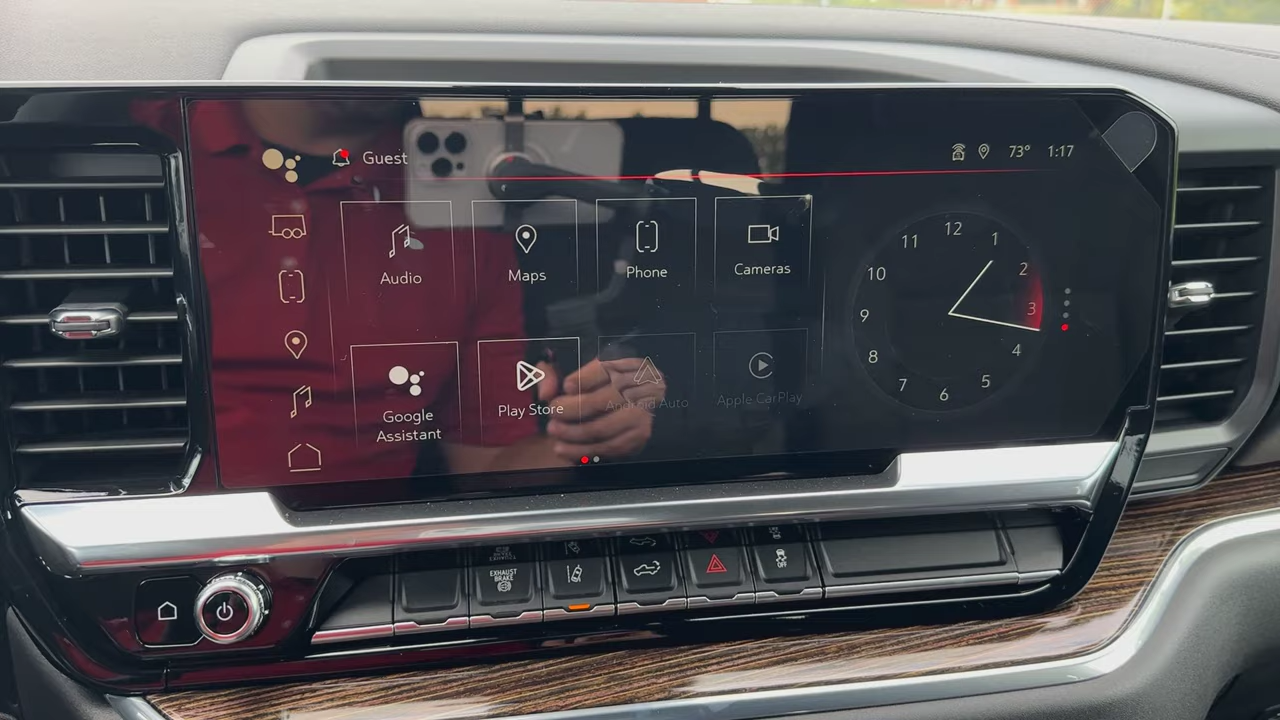 Guest
73° 1:17
Audio
Maps
Phone
Cameras
Google
Assistant
Play Store
Android Auto
Apple CarPlay
12
1
2
3
4
5
6
7
8
9
10
11
EXHAUST
BRAKE
OFF